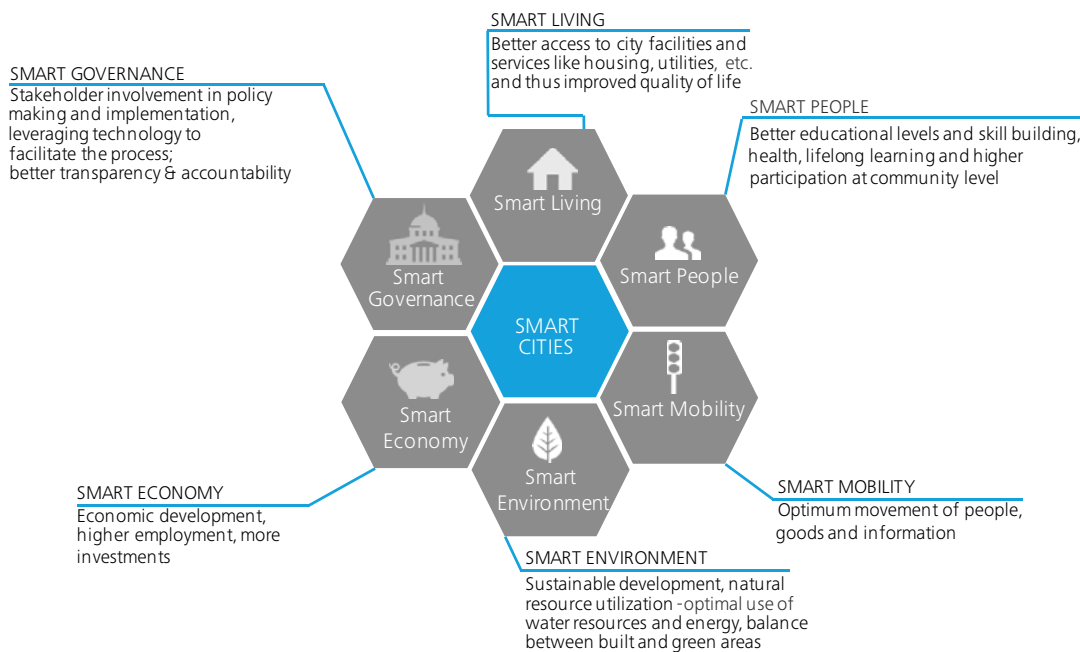 SMART LIVING
Better access to city facilities and
services like housing, utilities, etc.
and thus improved quality of life
SMART GOVERNANCE
Stakeholder involvement in policy
making and implementation,
leveraging technology to
facilitate the process;
better transparency & accountability
SMART PEOPLE
Better educational levels and skill building,
health, lifelong learning and higher
participation at community level
Smart Living
Smart
Governance
Smart People
SMART
CITIES
Smart
Economy
Smart Mobility
Smart
Environment
SMART ECONOMY
Economic development,
higher employment, more
investments
SMART MOBILITY
Optimum movement of people,
goods and information
SMART ENVIRONMENT
Sustainable development, natural
resource utilization -optimal use of
water resources and energy, balance
between built and green areas